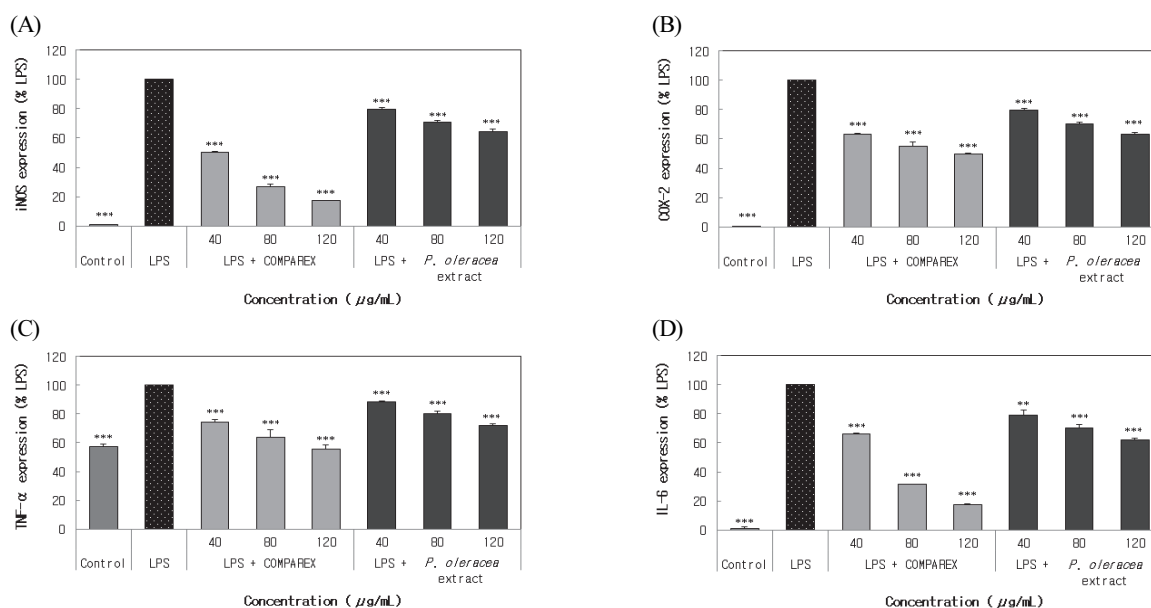 (A)
iNOS expression (% LPS)
120
100
80
60
40
20
0
***
***
***
***
***
***
***
40 80 120 40 80 120
Control LPS LPS + COMPAREX LPS + P. oleracea
extract
Concentration ( μg/mL)
(B)
COX-2 expression (% LPS)
120
100
80
60
40
20
0
***
***
***
***
***
***
***
40 80 120 40 80 120
Control LPS LPS + COMPAREX LPS + P. oleracea
extract
Concentration ( μg/mL)
(C)
TNF-α expression (% LPS)
120
100
80
60
40
20
0
***
***
***
***
***
***
***
40 80 120 40 80 120
Control LPS LPS + COMPAREX LPS + P. oleracea
extract
Concentration ( μg/mL)
(D)
IL-6 expression (% LPS)
120
100
80
60
40
20
0
***
***
***
***
**
***
***
40 80 120 40 80 120
Control LPS LPS + COMPAREX LPS + P. oleracea
extract
Concentration ( μg/mL)